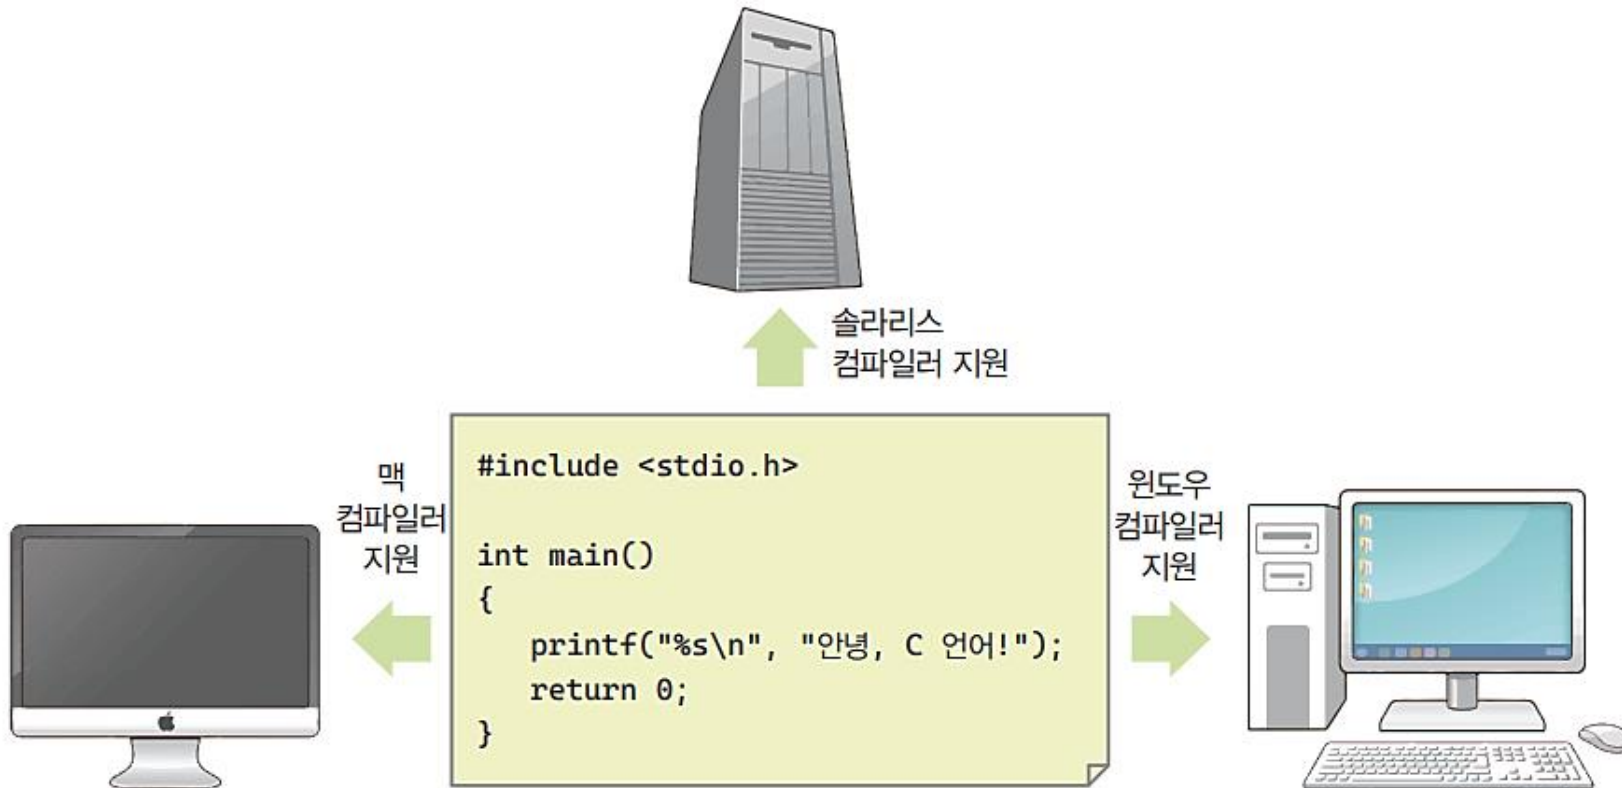 솔라리스
컴파일러 지원
맥
컴파일러
지원
#include <stdio.h>
int main()
{
printf("%s\n", "안녕, C 언어!");
return 0;
}
윈도우
컴파일러
지원